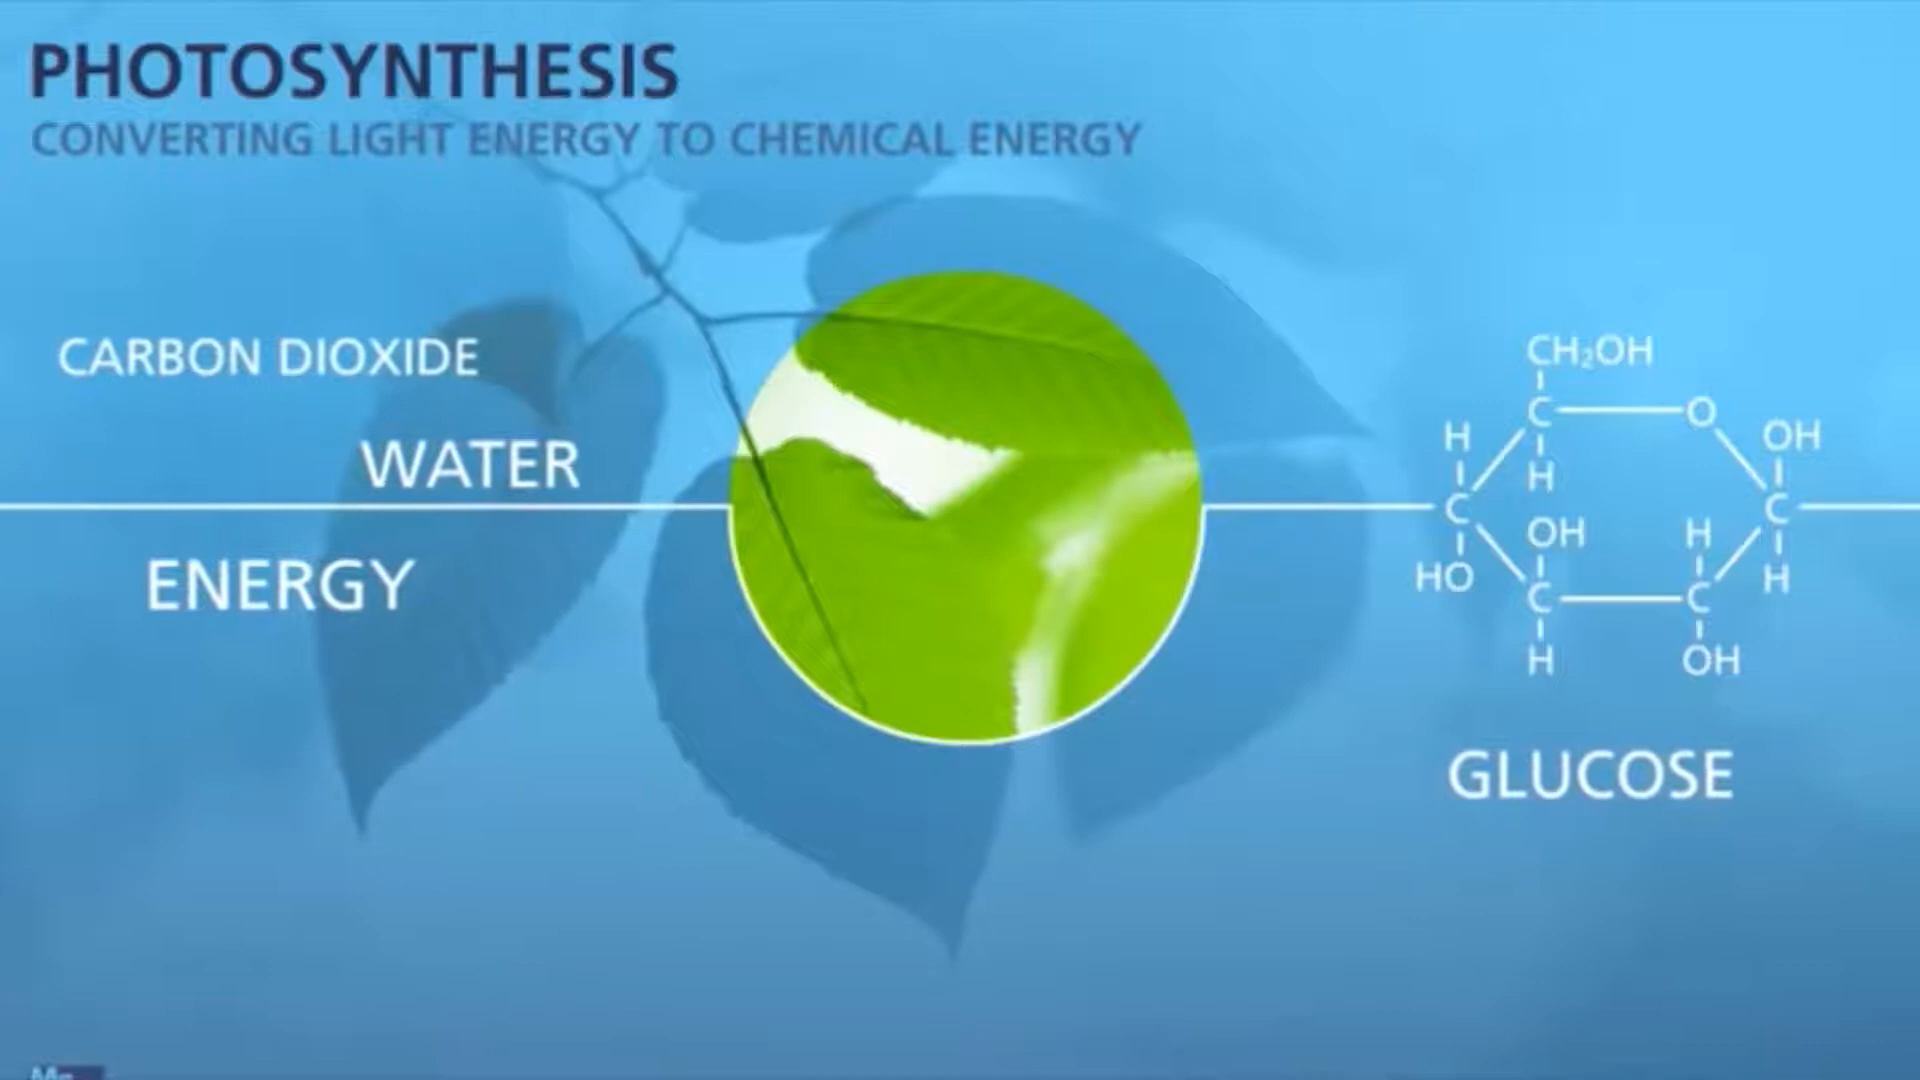 PHOTOSYNTHESIS
CONVERTING LIGHT ENERGY TO CHEMICAL ENERGY
CARBON DIOXIDE
WATER
ENERGY
CH₂OH
C O
H OH
H
C C
OH H
HO H
C C
H OH
GLUCOSE